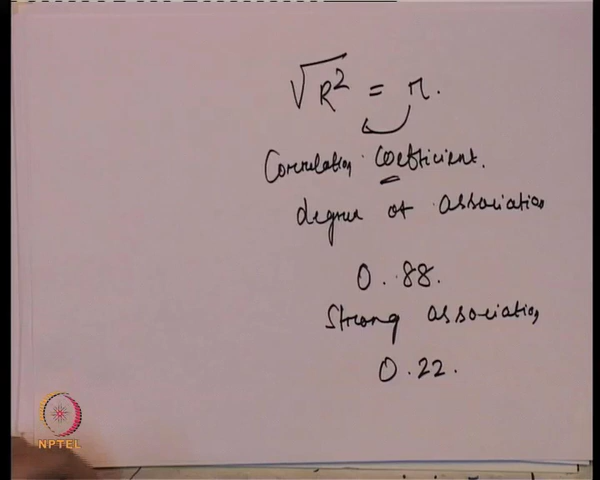 √R² = r.
Correlation coefficient.
degree of association
0.88.
Strong association
0.22.
NPTEL